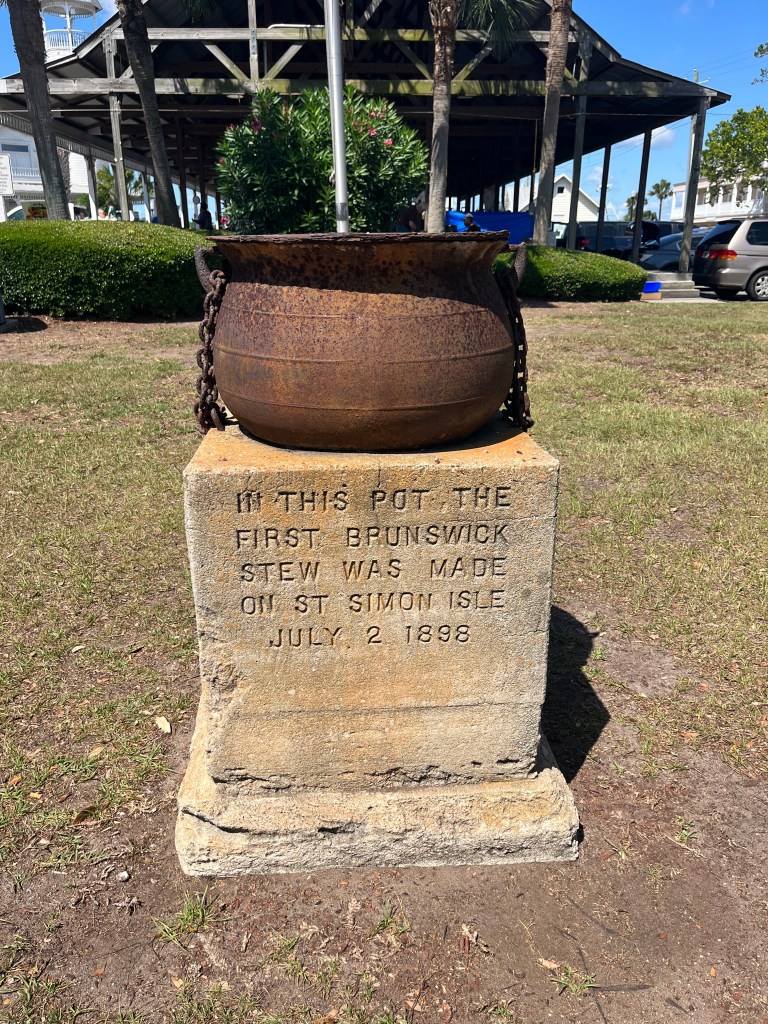 IN THIS POT THE
FIRST BRUNSWICK
STEW WAS MADE
ON ST SIMON ISLE
JULY 2 1898